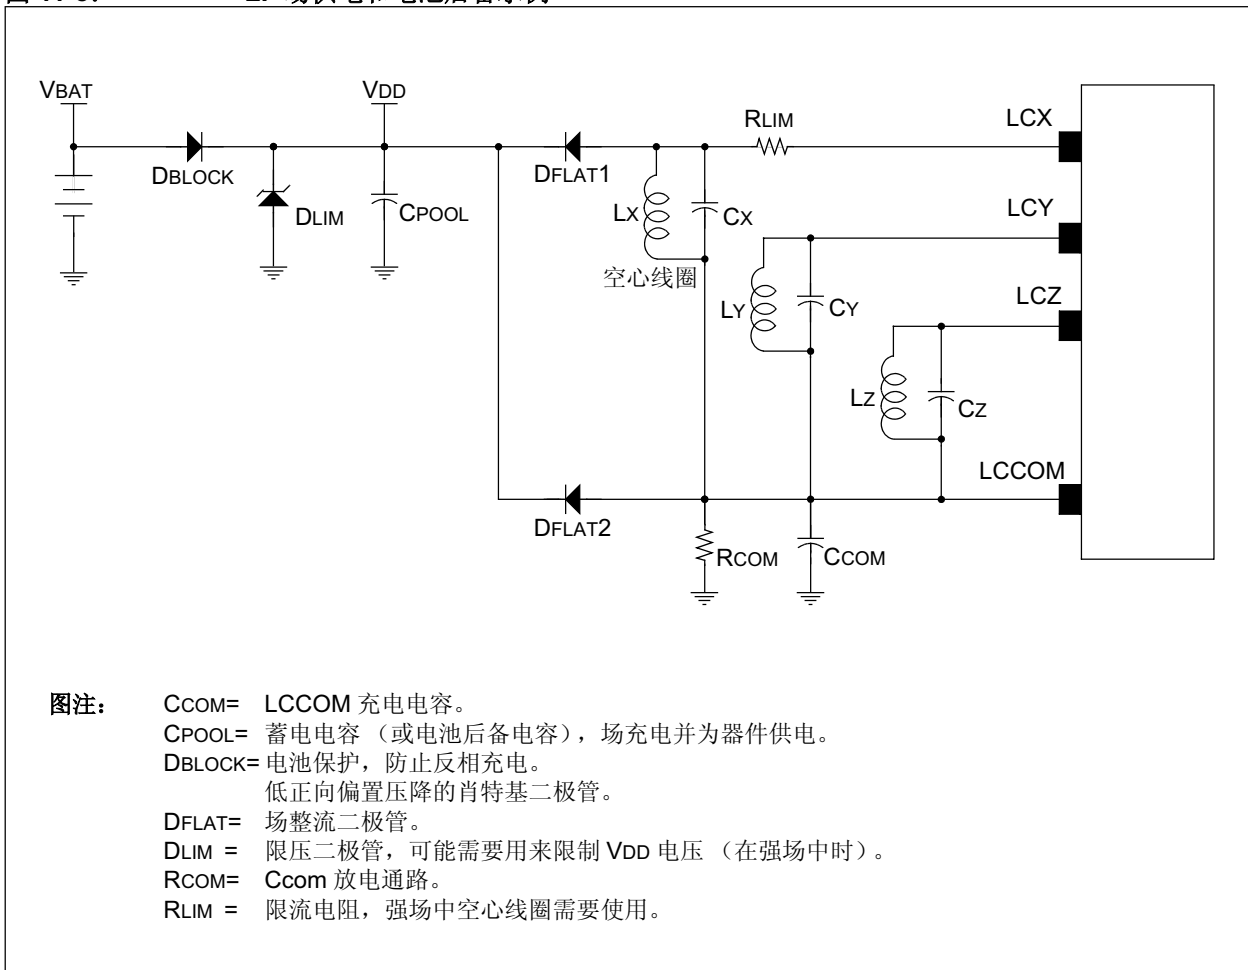 VBAT
VDD
RLIM
LCX
DBLOCK
DFLAT1
DLIM
CPOOL
LX
CX
LCY
空心线圈
LCZ
LY
CY
LZ
CZ
LCCOM
DFLAT2
RCOM
CCOM
图注：
CCOM= LCCOM 充电电容。
CPOOL= 蓄电电容 （或电池后备电容），场充电并为器件供电。
DBLOCK= 电池保护，防止反相充电。
低正向偏置压降的肖特基二极管。
DFLAT= 场整流二极管。
DLIM = 限压二极管，可能需要用来限制 VDD 电压 （在强场中时）。
RCOM= Ccom 放电通路。
RLIM = 限流电阻，强场中空心线圈需要使用。